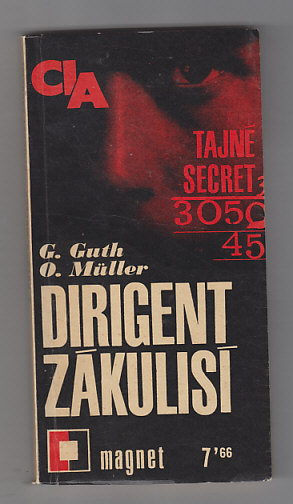 CIA
TAJNÉ
SECRET
3050
45
G. Guth
O. Müller
DIRIGENT
ZÁKULISÍ
magnet 7'66